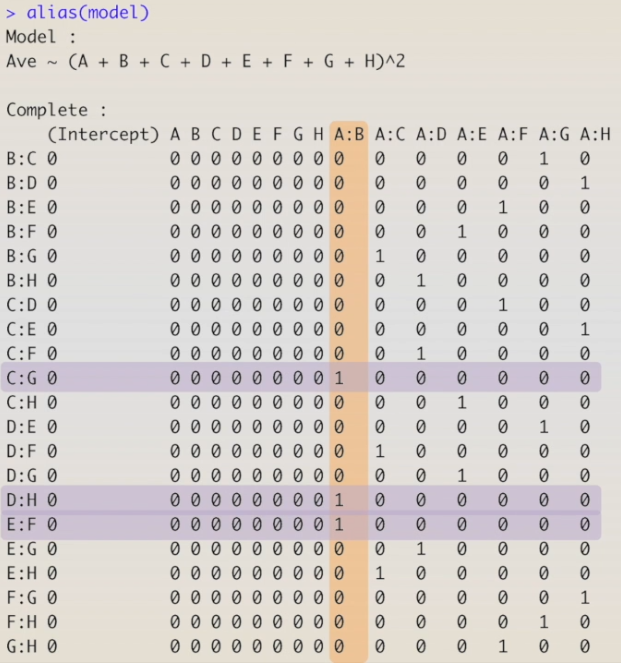 > alias(model)
Model :
Ave ~ (A + B + C + D + E + F + G + H)^2
Complete :
(Intercept) A B C D E F G H A:B A:C A:D A:E A:F A:G A:H
B:C 0 0 0 0 0 0 0 0 0 0 0 0 0 0 1 0
B:D 0 0 0 0 0 0 0 0 0 0 0 0 0 0 0 1
B:E 0 0 0 0 0 0 0 0 0 0 0 0 0 1 0 0
B:F 0 0 0 0 0 0 0 0 0 0 0 0 1 0 0 0
B:G 0 0 0 0 0 0 0 0 0 0 1 0 0 0 0 0
B:H 0 0 0 0 0 0 0 0 0 0 0 1 0 0 0 0
C:D 0 0 0 0 0 0 0 0 0 0 0 0 0 1 0 0
C:E 0 0 0 0 0 0 0 0 0 0 0 0 0 0 0 1
C:F 0 0 0 0 0 0 0 0 0 0 0 1 0 0 0 0
C:G 0 0 0 0 0 0 0 0 0 1 0 0 0 0 0 0
C:H 0 0 0 0 0 0 0 0 0 0 0 0 1 0 0 0
D:E 0 0 0 0 0 0 0 0 0 0 0 0 0 0 1 0
D:F 0 0 0 0 0 0 0 0 0 0 1 0 0 0 0 0
D:G 0 0 0 0 0 0 0 0 0 0 0 0 1 0 0 0
D:H 0 0 0 0 0 0 0 0 0 1 0 0 0 0 0 0
E:F 0 0 0 0 0 0 0 0 0 1 0 0 0 0 0 0
E:G 0 0 0 0 0 0 0 0 0 0 0 1 0 0 0 0
E:H 0 0 0 0 0 0 0 0 0 0 1 0 0 0 0 0
F:G 0 0 0 0 0 0 0 0 0 0 0 0 0 0 0 1
F:H 0 0 0 0 0 0 0 0 0 0 0 0 0 0 1 0
G:H 0 0 0 0 0 0 0 0 0 0 0 0 0 1 0 0